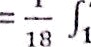 = 1/18 ∫₁